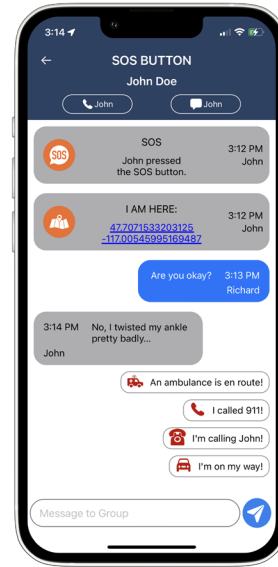 3:14
SOS BUTTON
John Doe
John
John
SOS
SOS
John pressed
the SOS button.
3:12 PM
John
I AM HERE:
47.7071533203125
-117.00545995169487
3:12 PM
John
Are you okay?
3:13 PM
Richard
3:14 PM
No, I twisted my ankle
pretty badly...
John
An ambulance is en route!
I called 911!
I'm calling John!
I'm on my way!
Message to Group